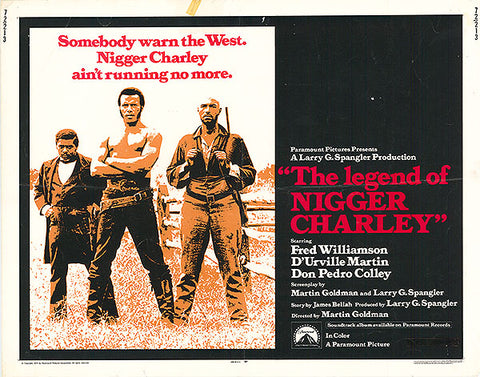 Somebody warn the West.
Nigger Charley
ain't running no more.
Paramount Pictures Presents
A Larry G. Spangler Production
"The legend of
NIGGER
CHARLEY"
Starring
Fred Williamson
D'Urville Martin
Don Pedro Colley
Screenplay by
Martin Goldman and Larry G. Spangler
Story by James Bellah Produced by Larry G. Spangler
Directed by Martin Goldman
Paramount
Soundtrack album available on Paramount Records
In Color
A Paramount Picture